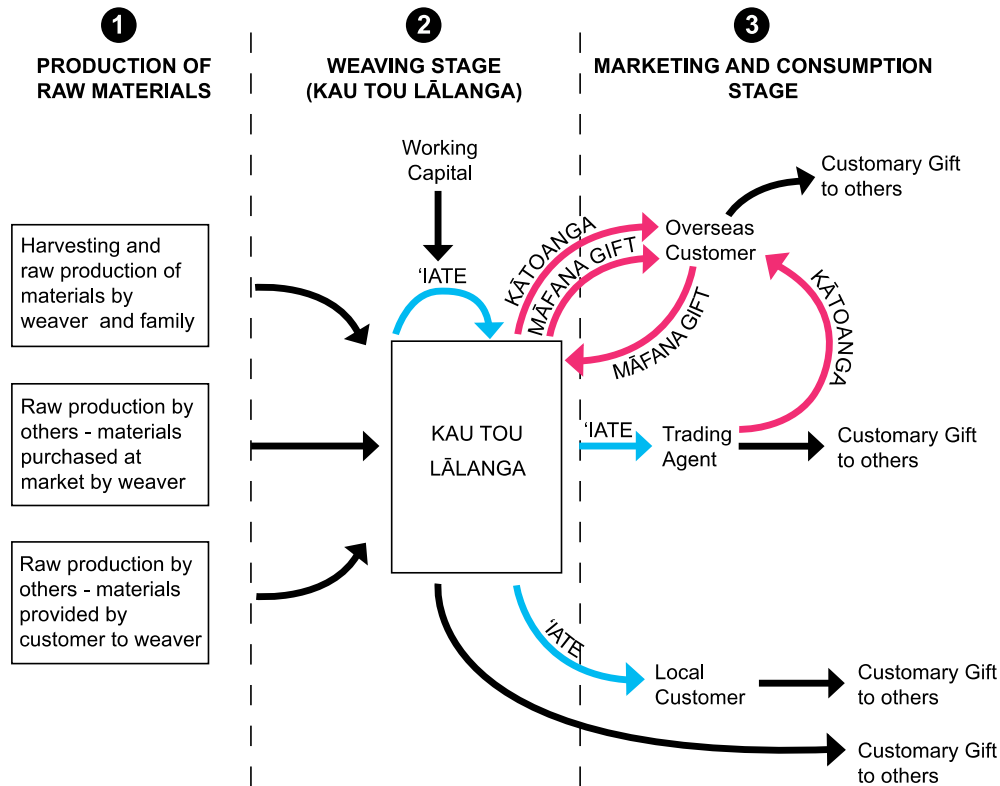 1
PRODUCTION OF
RAW MATERIALS
2
WEAVING STAGE
(KAU TOU LĀLANGA)
3
MARKETING AND CONSUMPTION
STAGE
Harvesting and
raw production of
materials by
weaver and family
Raw production by
others - materials
purchased at
market by weaver
Raw production by
others - materials
provided by
customer to weaver
Working
Capital
‘IATE
KAU TOU
LĀLANGA
KĀTOANGA
MĀFANA GIFT
MĀFANA GIFT
Overseas
Customer
Customary Gift
to others
KĀTOANGA
‘IATE
Trading
Agent
Customary Gift
to others
‘IATE
Local
Customer
Customary Gift
to others
Customary Gift
to others